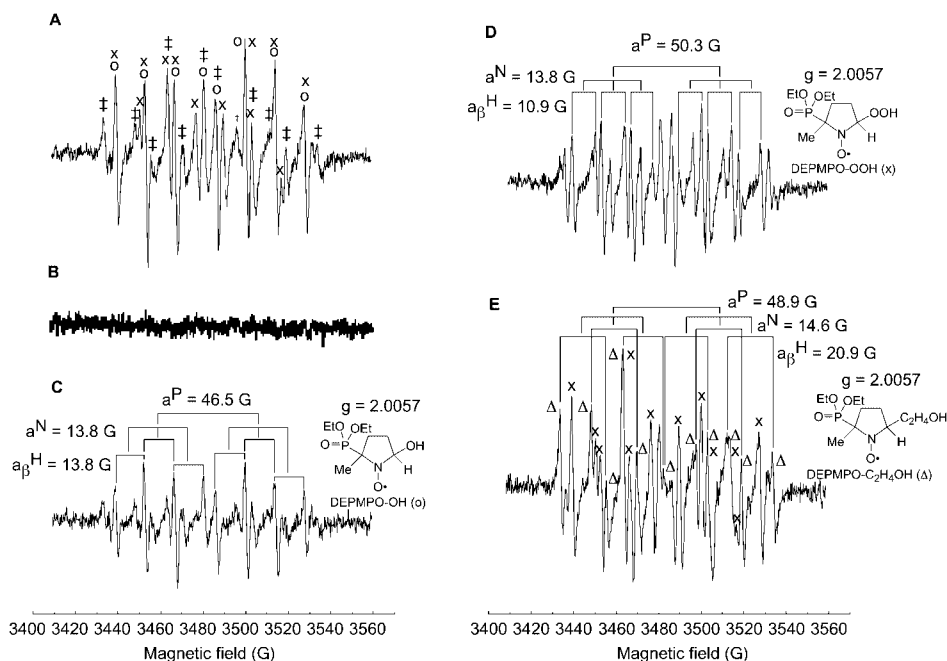 A
x o ‡ x o ‡ x o ‡ x x o ‡ x ‡ o ‡ o x † o x ‡ x ‡ x o x ‡ x o ‡
B
C
aP = 46.5 G
aN = 13.8 G
aβH = 13.8 G
g = 2.0057
EtO OEt
O=P OH
Me N H
O•
DEPMPO-OH (o)
3400 3420 3440 3460 3480 3500 3520 3540 3560
Magnetic field (G)
D
aP = 50.3 G
aN = 13.8 G
aβH = 10.9 G
g = 2.0057
EtO OEt
O=P OOH
Me N H
O•
DEPMPO-OOH (x)
E
aP = 48.9 G
aN = 14.6 G
aβH = 20.9 G
g = 2.0057
Δ x Δ x x Δ Δ x x Δ x x Δ x Δ x Δ x x Δ x Δ
EtO OEt
O=P C2H4OH
Me N H
O•
DEPMPO-C2H4OH (Δ)
3400 3420 3440 3460 3480 3500 3520 3540 3560
Magnetic field (G)